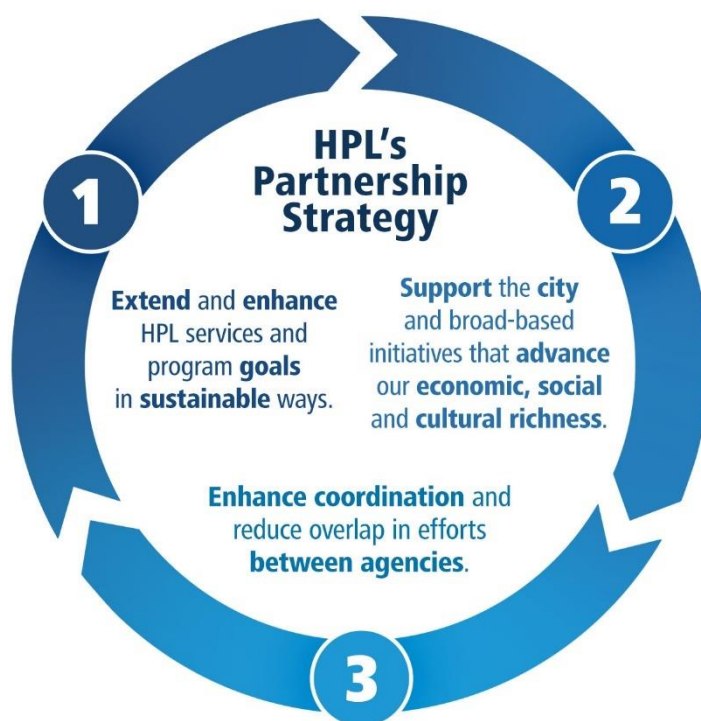 HPL's
Partnership
Strategy
1
Extend and enhance
HPL services and
program goals
in sustainable ways.
2
Support the city
and broad-based
initiatives that advance
our economic, social
and cultural richness.
3
Enhance coordination and
reduce overlap in efforts
between agencies.